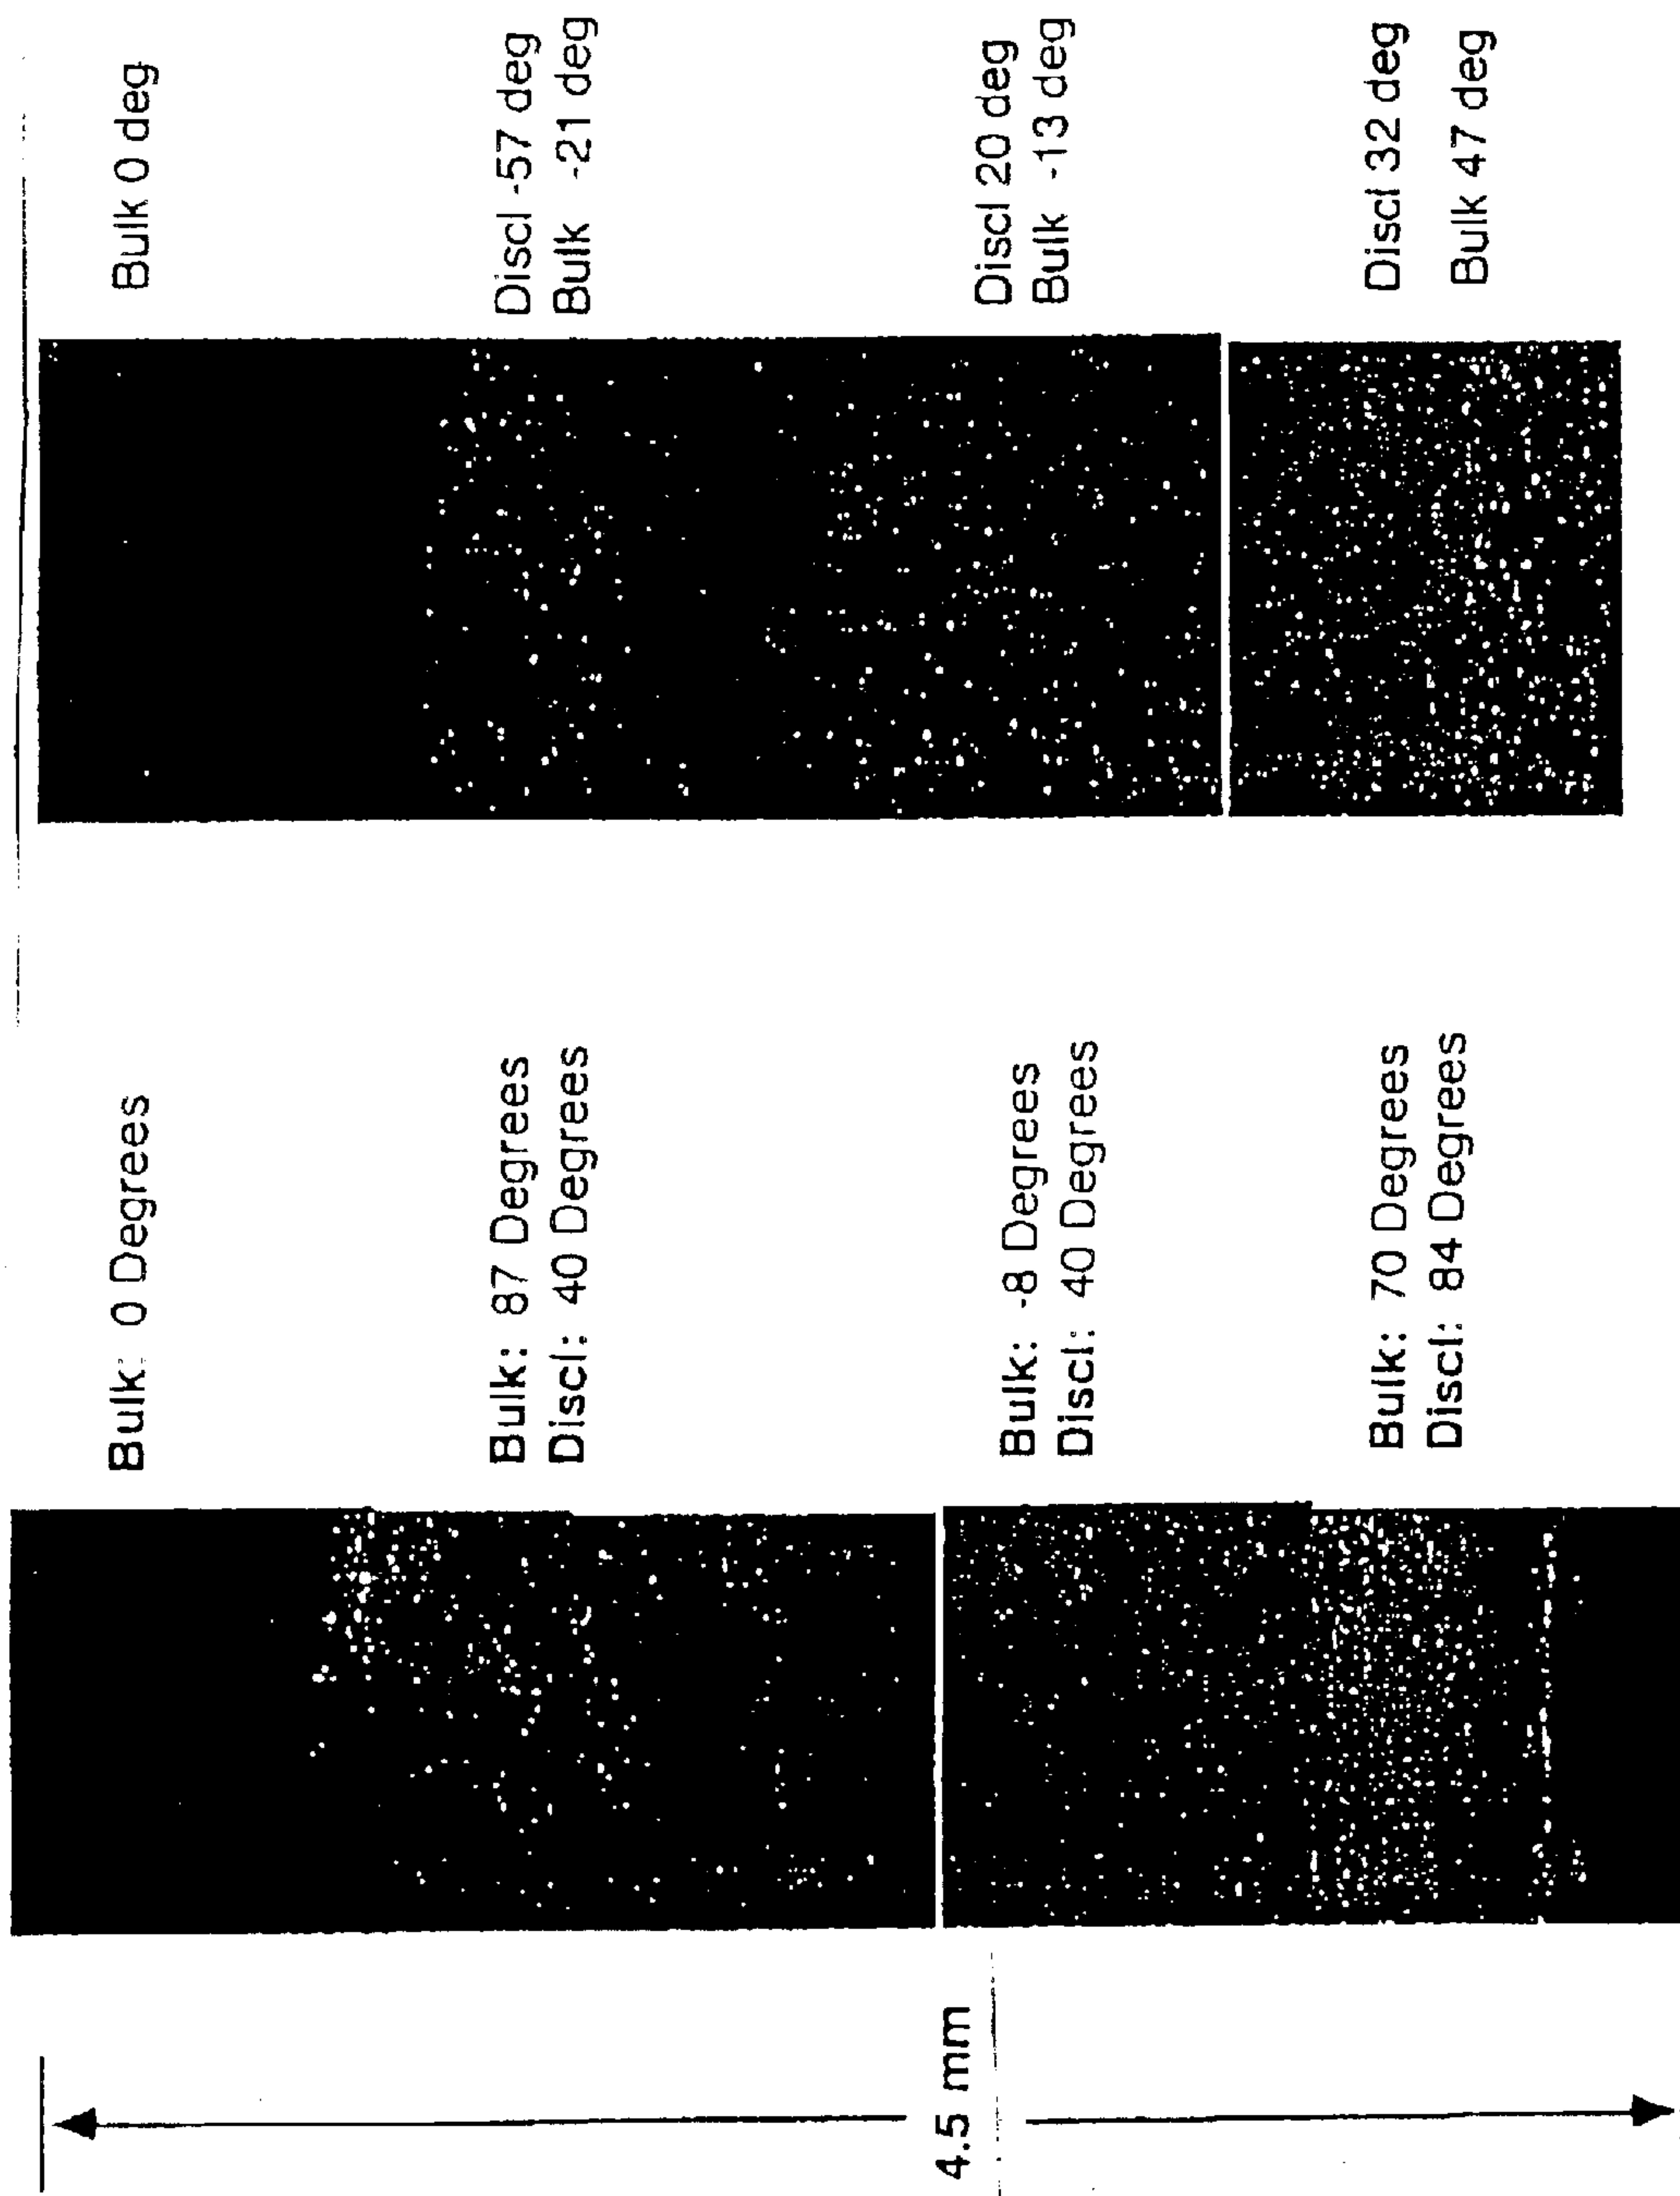 4.5 mm
Bulk: 0 Degrees
Bulk: 87 Degrees
Discl: 40 Degrees
Bulk: -8 Degrees
Discl: 40 Degrees
Bulk: 70 Degrees
Discl: 84 Degrees
Bulk 0 deg
Discl -57 deg
Bulk -21 deg
Discl 20 deg
Bulk -13 deg
Discl 32 deg
Bulk 47 deg